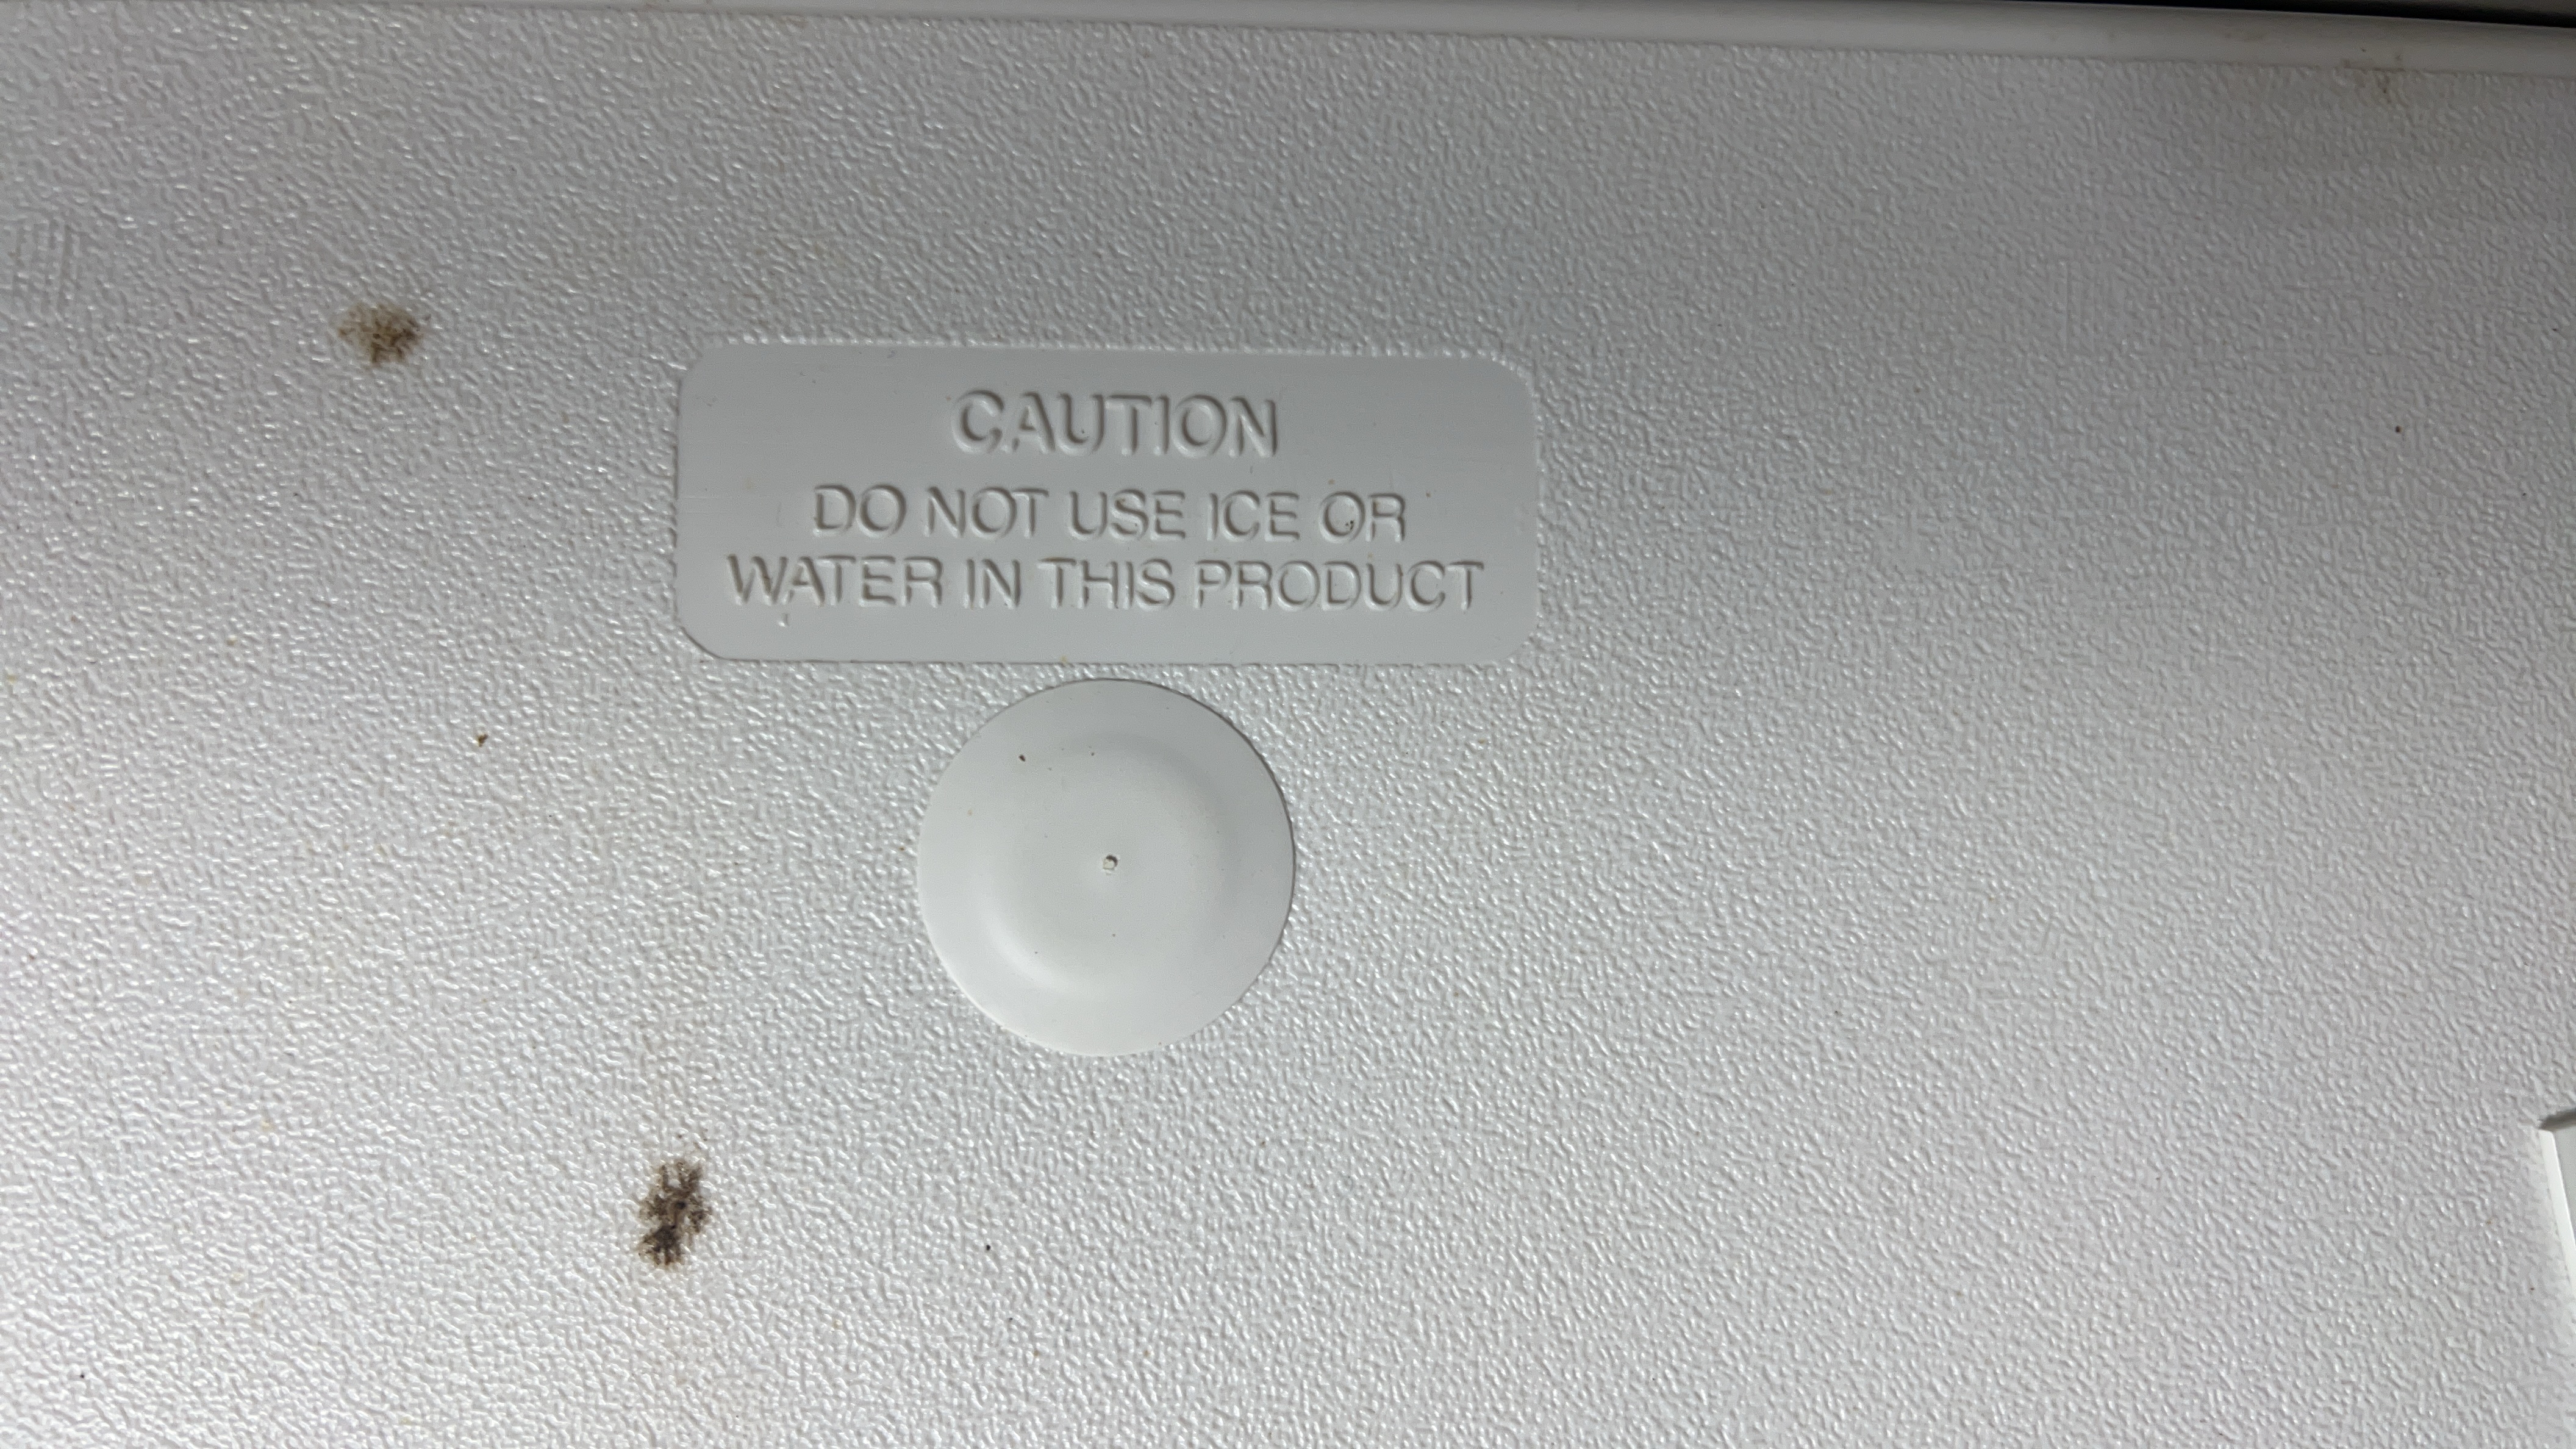 CAUTION
DO NOT USE ICE OR
WATER IN THIS PRODUCT